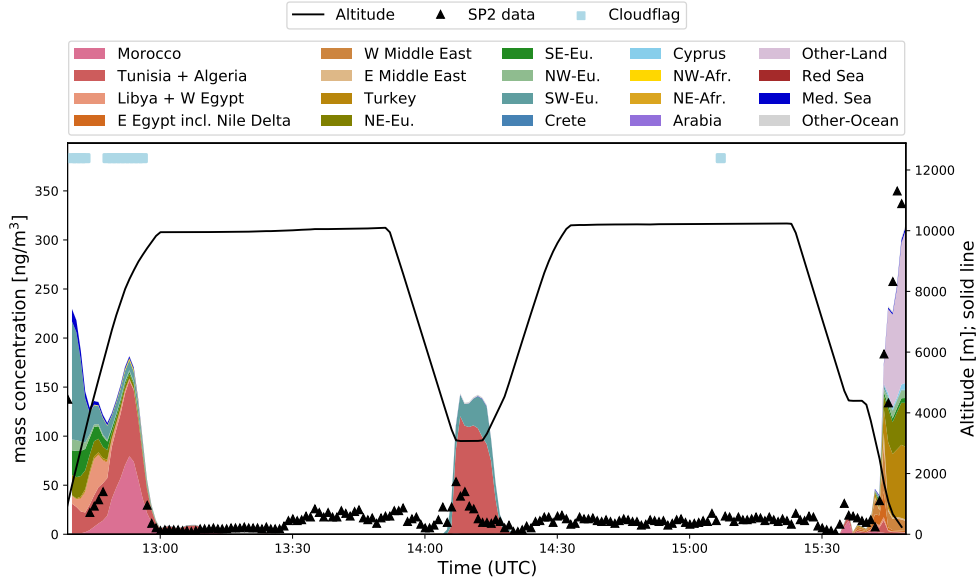 Altitude SP2 data Cloudflag
Morocco W Middle East SE-Eu. Cyprus Other-Land
Tunisia + Algeria E Middle East NW-Eu. NW-Afr. Red Sea
Libya + W Egypt Turkey SW-Eu. NE-Afr. Med. Sea
E Egypt incl. Nile Delta NE-Eu. Crete Arabia Other-Ocean
mass concentration [ng/m³]
350
300
250
200
150
100
50
0
12000
10000
8000
6000
4000
2000
0
Altitude [m]; solid line
13:00 13:30 14:00 14:30 15:00 15:30
Time (UTC)